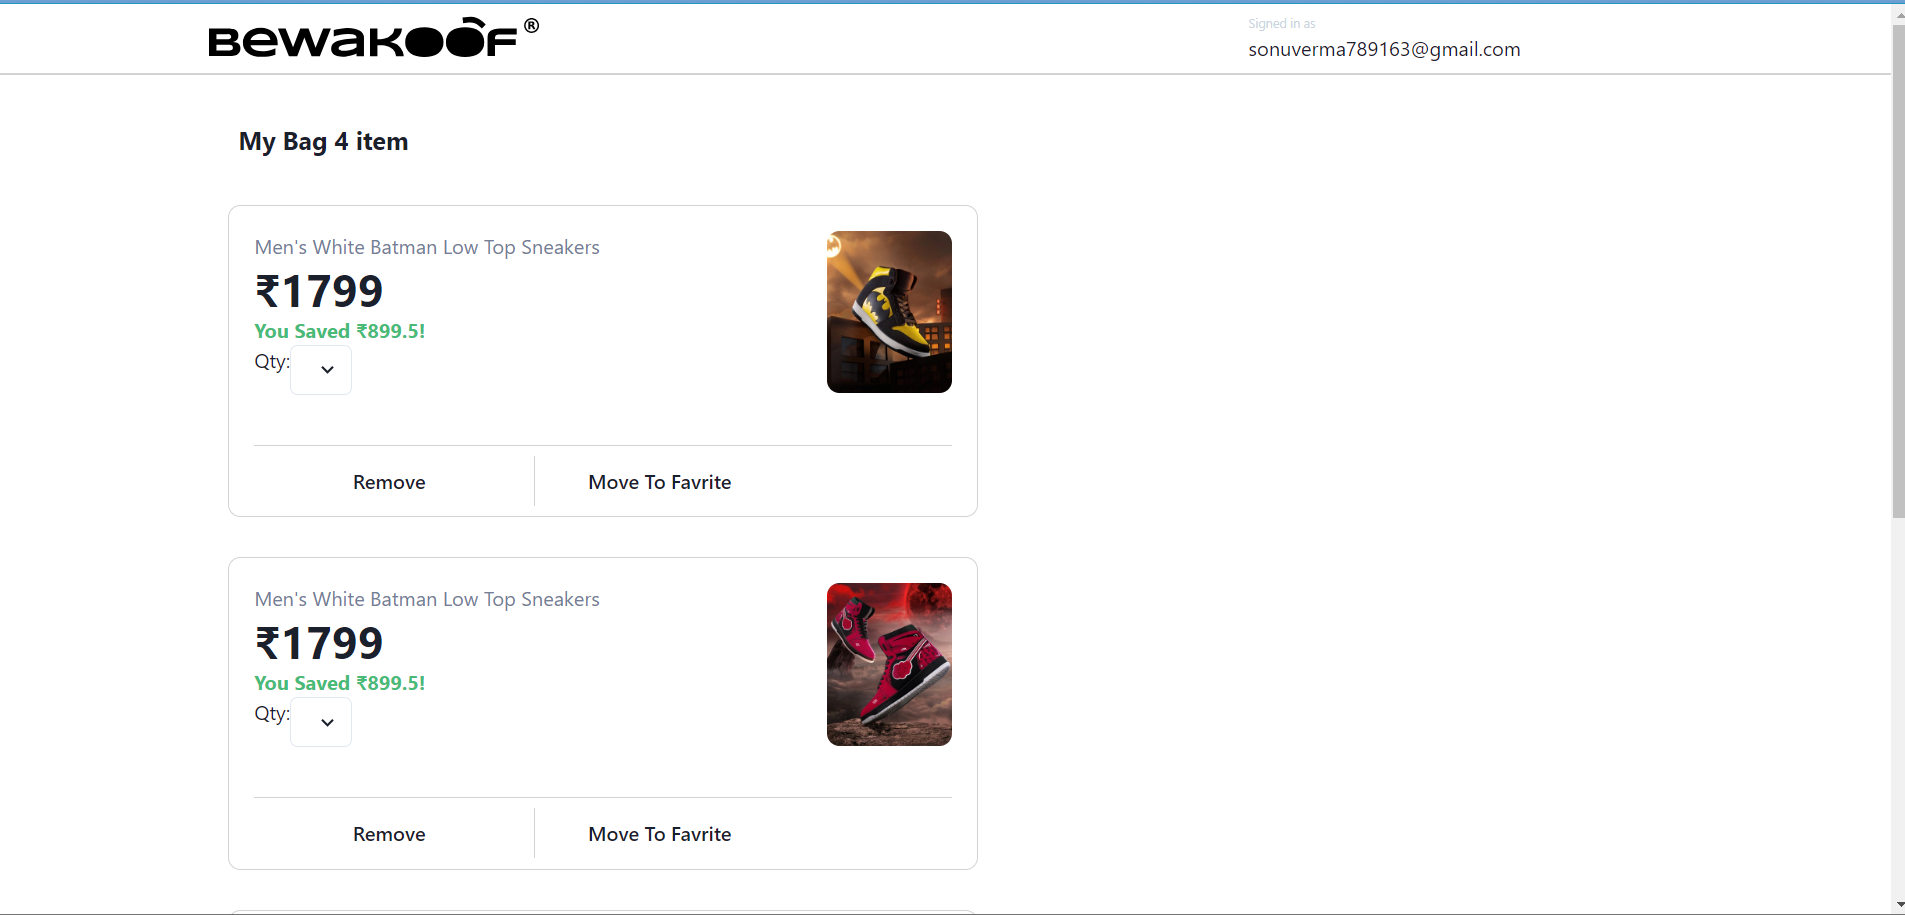 BEWAKOOF®
Signed in as
sonuverma789163@gmail.com
My Bag 4 item
Men's White Batman Low Top Sneakers
₹1799
You Saved ₹899.5!
Qty:
Remove
Move To Favrite
Men's White Batman Low Top Sneakers
₹1799
You Saved ₹899.5!
Qty:
Remove
Move To Favrite